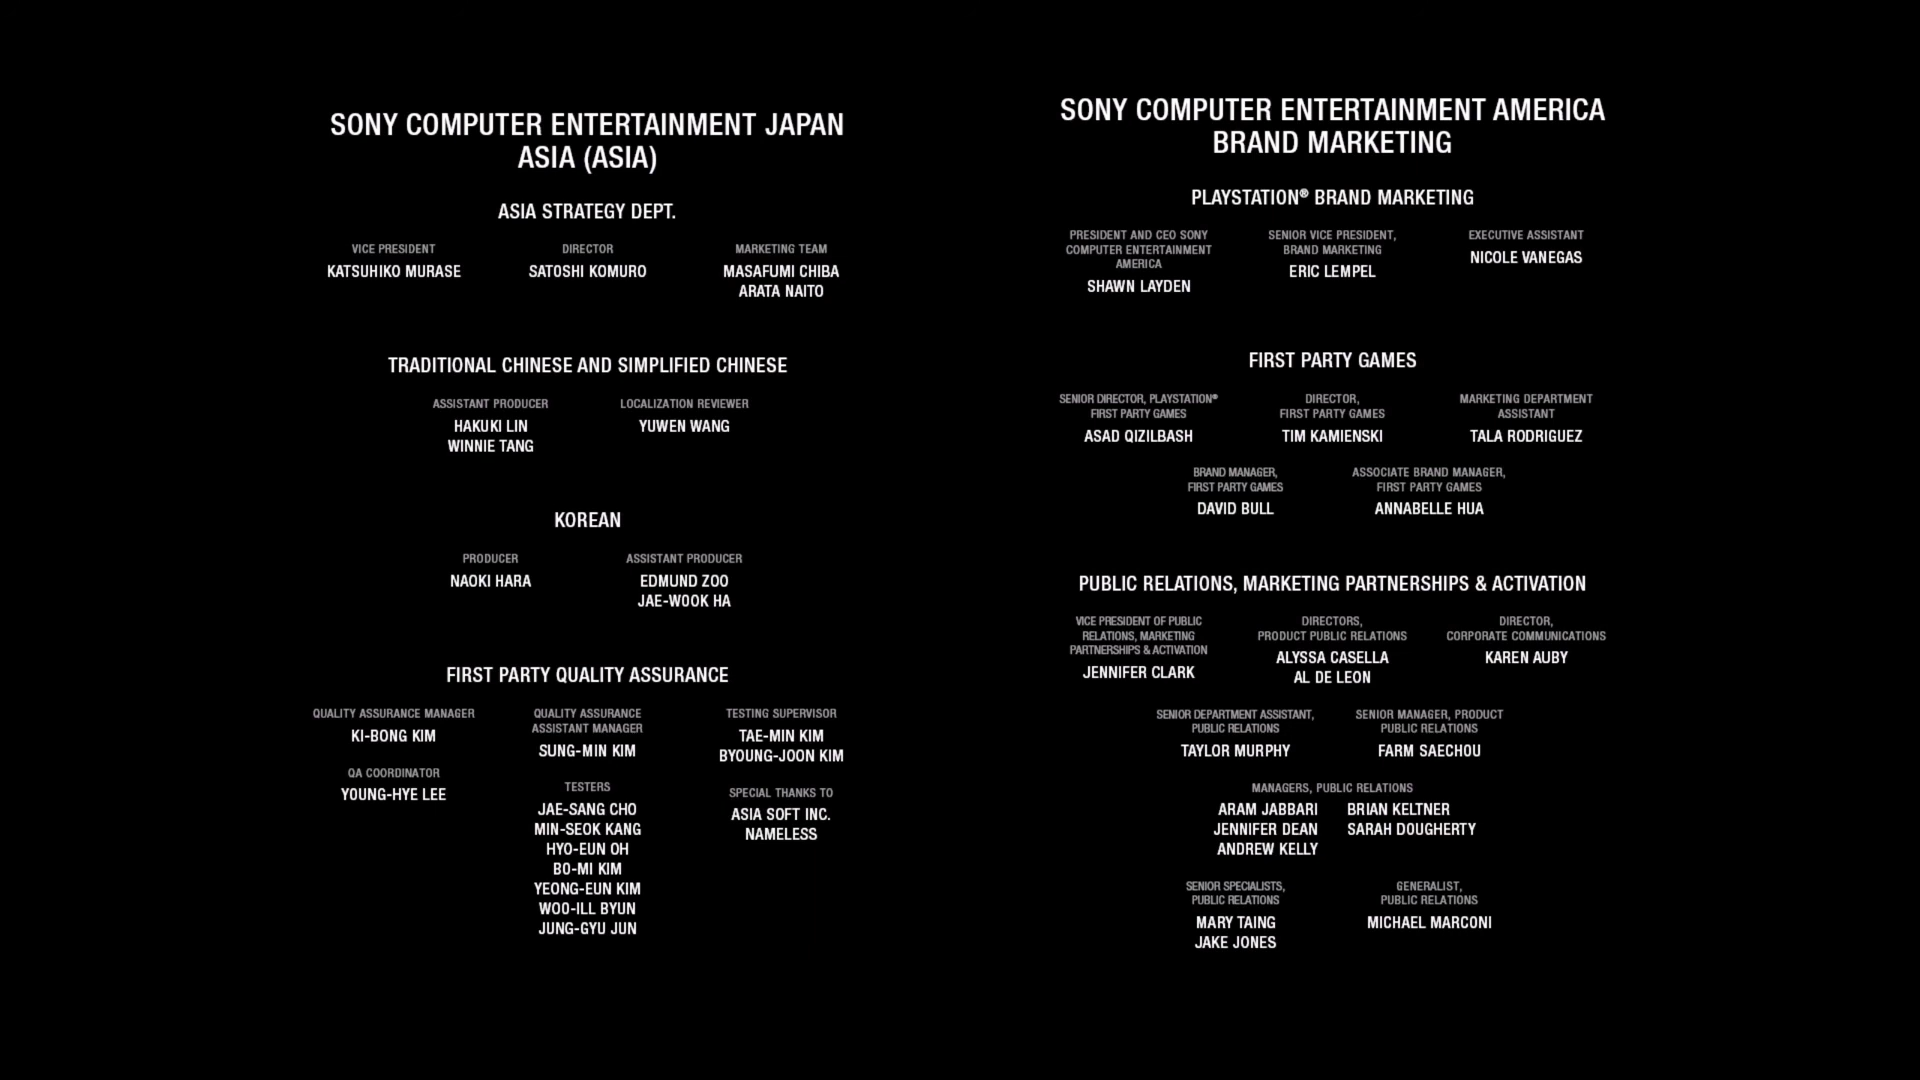 SONY COMPUTER ENTERTAINMENT JAPAN
ASIA (ASIA)
ASIA STRATEGY DEPT.
VICE PRESIDENT
KATSUHIKO MURASE
DIRECTOR
SATOSHI KOMURO
MARKETING TEAM
MASAFUMI CHIBA
ARATA NAITO
TRADITIONAL CHINESE AND SIMPLIFIED CHINESE
ASSISTANT PRODUCER
HAKUKI LIN
WINNIE TANG
LOCALIZATION REVIEWER
YUWEN WANG
KOREAN
PRODUCER
NAOKI HARA
ASSISTANT PRODUCER
EDMUND ZOO
JAE-WOOK HA
FIRST PARTY QUALITY ASSURANCE
QUALITY ASSURANCE MANAGER
KI-BONG KIM
QA COORDINATOR
YOUNG-HYE LEE
QUALITY ASSURANCE
ASSISTANT MANAGER
SUNG-MIN KIM
TESTERS
JAE-SANG CHO
MIN-SEOK KANG
HYO-EUN OH
BO-MI KIM
YEONG-EUN KIM
WOO-ILL BYUN
JUNG-GYU JUN
TESTING SUPERVISOR
TAE-MIN KIM
BYOUNG-JOON KIM
SPECIAL THANKS TO
ASIA SOFT INC.
NAMELESS
SONY COMPUTER ENTERTAINMENT AMERICA
BRAND MARKETING
PLAYSTATION® BRAND MARKETING
PRESIDENT AND CEO SONY
COMPUTER ENTERTAINMENT
AMERICA
SHAWN LAYDEN
SENIOR VICE PRESIDENT,
BRAND MARKETING
ERIC LEMPEL
EXECUTIVE ASSISTANT
NICOLE VANEGAS
FIRST PARTY GAMES
SENIOR DIRECTOR, PLAYSTATION®
FIRST PARTY GAMES
ASAD QIZILBASH
DIRECTOR,
FIRST PARTY GAMES
TIM KAMIENSKI
MARKETING DEPARTMENT
ASSISTANT
TALA RODRIGUEZ
BRAND MANAGER,
FIRST PARTY GAMES
DAVID BULL
ASSOCIATE BRAND MANAGER,
FIRST PARTY GAMES
ANNABELLE HUA
PUBLIC RELATIONS, MARKETING PARTNERSHIPS & ACTIVATION
VICE PRESIDENT OF PUBLIC
RELATIONS, MARKETING
PARTNERSHIPS & ACTIVATION
JENNIFER CLARK
DIRECTORS,
PRODUCT PUBLIC RELATIONS
ALYSSA CASELLA
AL DE LEON
DIRECTOR,
CORPORATE COMMUNICATIONS
KAREN AUBY
SENIOR DEPARTMENT ASSISTANT,
PUBLIC RELATIONS
TAYLOR MURPHY
SENIOR MANAGER, PRODUCT
PUBLIC RELATIONS
FARM SAECHOU
MANAGERS, PUBLIC RELATIONS
ARAM JABBARI
JENNIFER DEAN
ANDREW KELLY
BRIAN KELTNER
SARAH DOUGHERTY
SENIOR SPECIALISTS,
PUBLIC RELATIONS
MARY TAING
JAKE JONES
GENERALIST,
PUBLIC RELATIONS
MICHAEL MARCONI